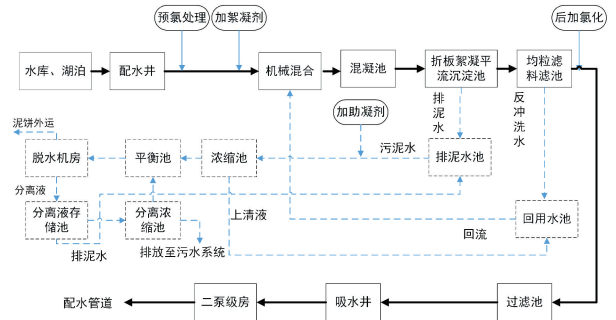 预氯处理
加絮凝剂
后加氯化
水库、湖泊
配水井
机械混合
混凝池
折板絮凝平
流沉淀池
均粒滤
料滤池
排泥水
反冲洗水
加助凝剂
泥饼外运
污泥水
脱水机房
平衡池
浓缩池
排泥水池
分离液
分离液存
储池
分离浓
缩池
上清液
回用水池
回流
排泥水
排放至污水系统
配水管道
二泵级房
吸水井
过滤池